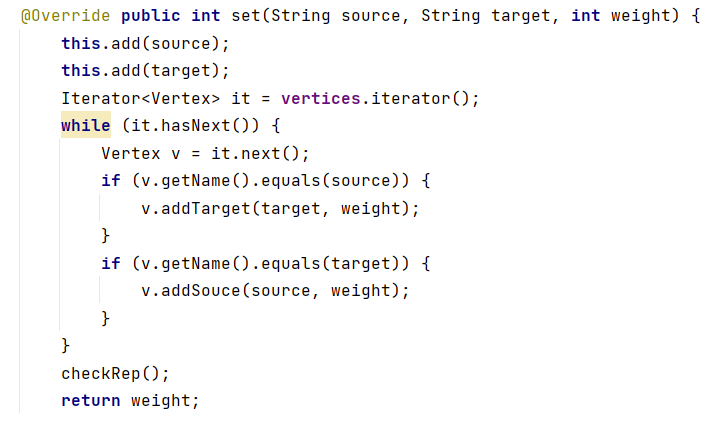 @Override public int set(String source, String target, int weight) {
    this.add(source);
    this.add(target);
    Iterator<Vertex> it = vertices.iterator();
    while (it.hasNext()) {
        Vertex v = it.next();
        if (v.getName().equals(source)) {
            v.addTarget(target, weight);
        }
        if (v.getName().equals(target)) {
            v.addSouce(source, weight);
        }
    }
    checkRep();
    return weight;